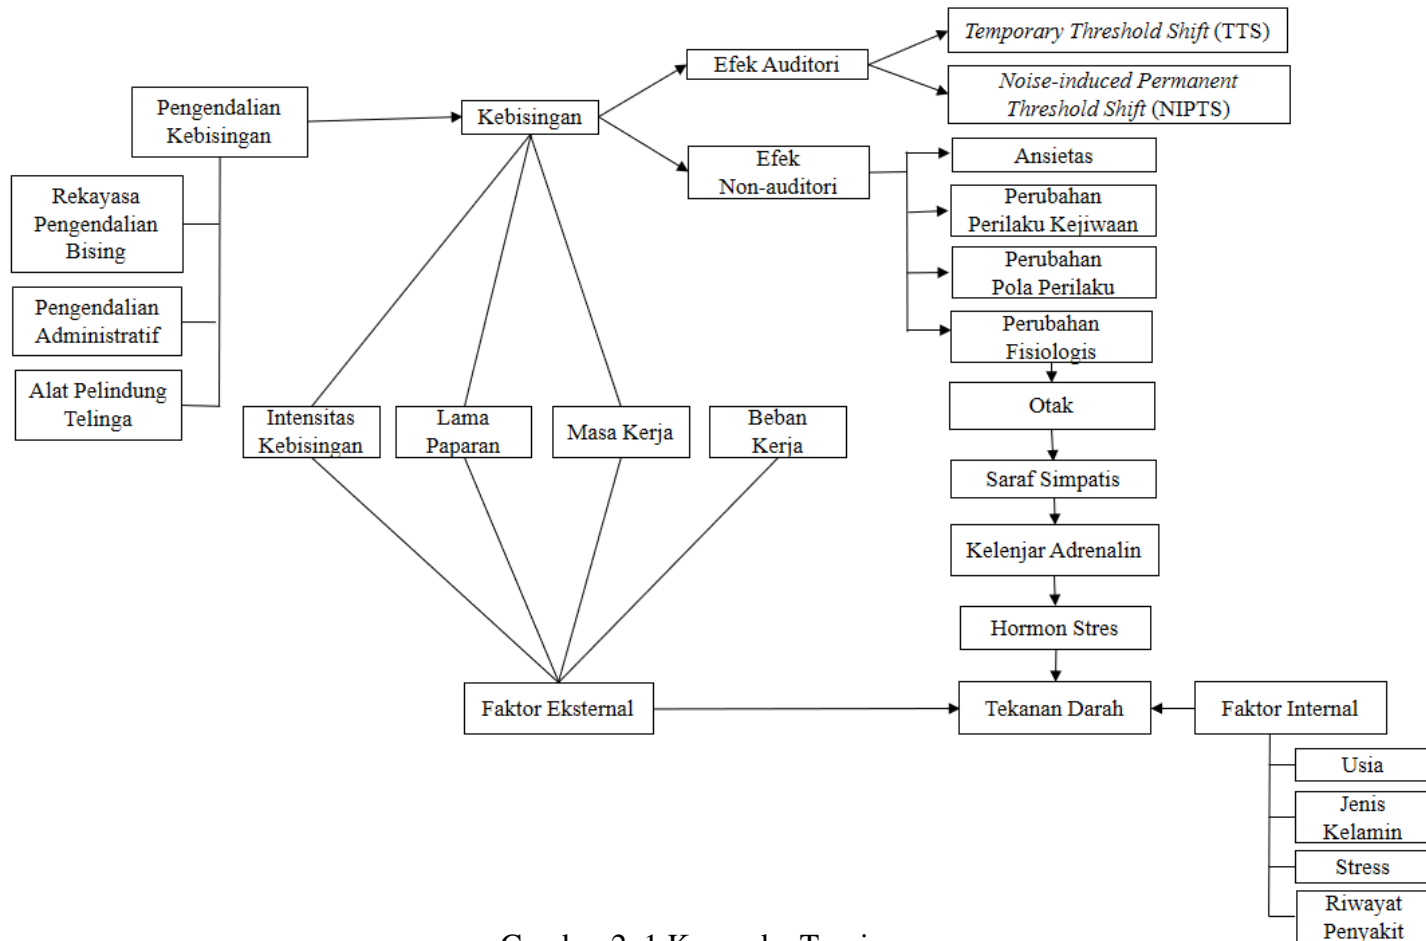 Temporary Threshold Shift (TTS)
Efek Auditori
Noise-induced Permanent
Threshold Shift (NIPTS)
Pengendalian
Kebisingan
Kebisingan
Efek
Non-auditori
Ansietas
Rekayasa
Pengendalian
Bising
Perubahan
Perilaku Kejiwaan
Perubahan
Pola Perilaku
Pengendalian
Administratif
Perubahan
Fisiologis
Alat Pelindung
Telinga
Intensitas
Kebisingan
Lama
Paparan
Masa Kerja
Beban
Kerja
Otak
Saraf Simpatis
Kelenjar Adrenalin
Hormon Stres
Faktor Eksternal
Tekanan Darah
Faktor Internal
Usia
Jenis
Kelamin
Stress
Riwayat
Penyakit